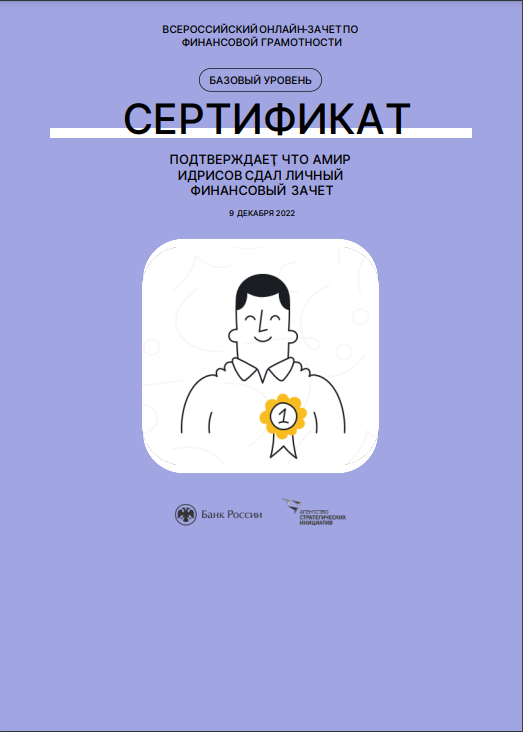 ВСЕРОССИЙСКИЙ ОНЛАЙН-ЗАЧЕТ ПО
ФИНАНСОВОЙ ГРАМОТНОСТИ
БАЗОВЫЙ УРОВЕНЬ
СЕРТИФИКАТ
ПОДТВЕРЖДАЕТ, ЧТО АМИР
ИДРИСОВ СДАЛ ЛИЧНЫЙ
ФИНАНСОВЫЙ ЗАЧЕТ
9 ДЕКАБРЯ 2022
1
Банк России
АГЕНТСТВО
СТРАТЕГИЧЕСКИХ
ИНИЦИАТИВ